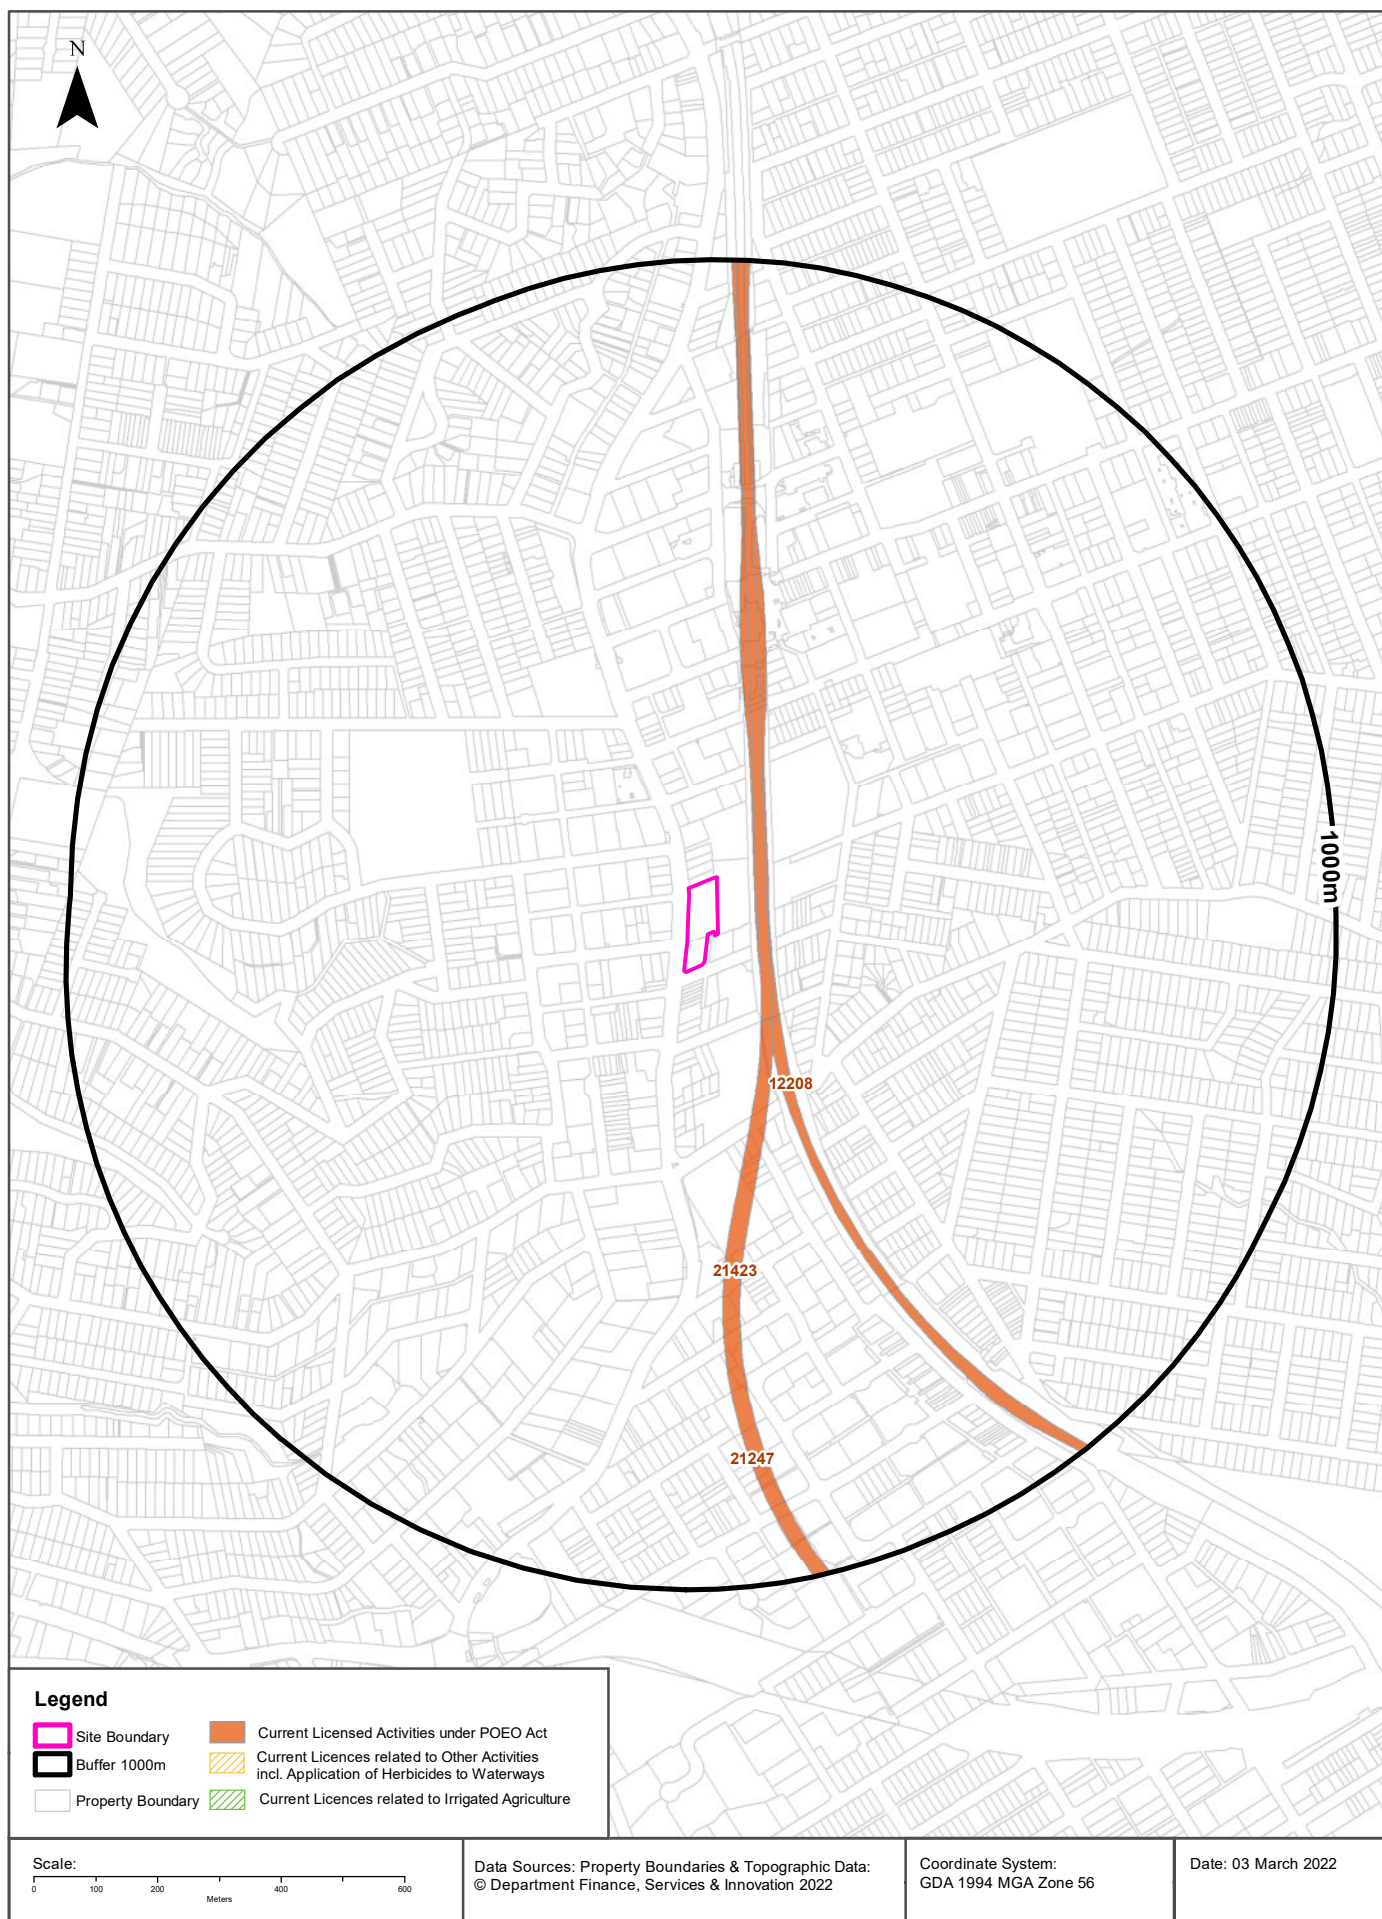 N
1000m
12208
21423
21247
Legend
Site Boundary
Buffer 1000m
Property Boundary
Current Licensed Activities under POEO Act
Current Licences related to Other Activities
incl. Application of Herbicides to Waterways
Current Licences related to Irrigated Agriculture
Scale:
0 100 200 400 600
Meters
Data Sources: Property Boundaries & Topographic Data:
© Department Finance, Services & Innovation 2022
Coordinate System:
GDA 1994 MGA Zone 56
Date: 03 March 2022